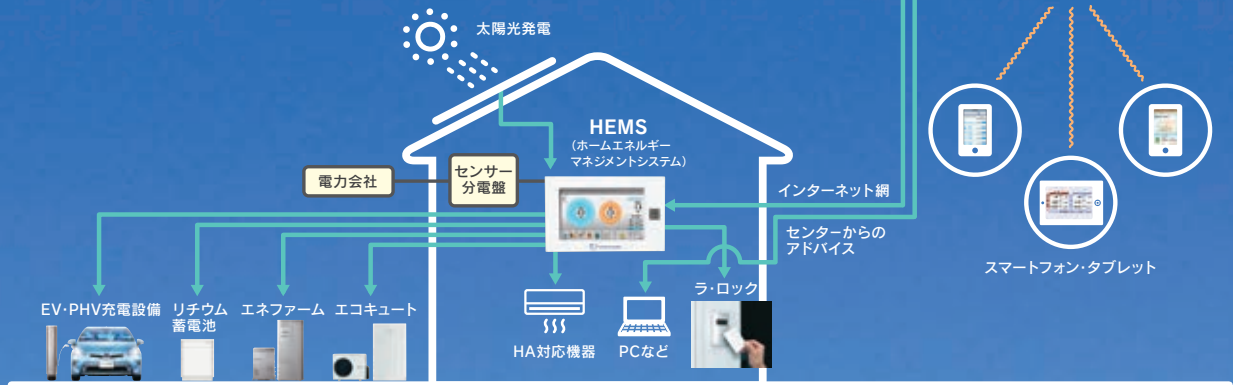 太陽光発電
HEMS
（ホームエネルギー
マネジメントシステム）
電力会社
センサー
分電盤
インターネット網
センターからの
アドバイス
スマートフォン・タブレット
EV・PHV充電設備
リチウム
蓄電池
エネファーム
エコキュート
HA対応機器
PCなど
ラ・ロック